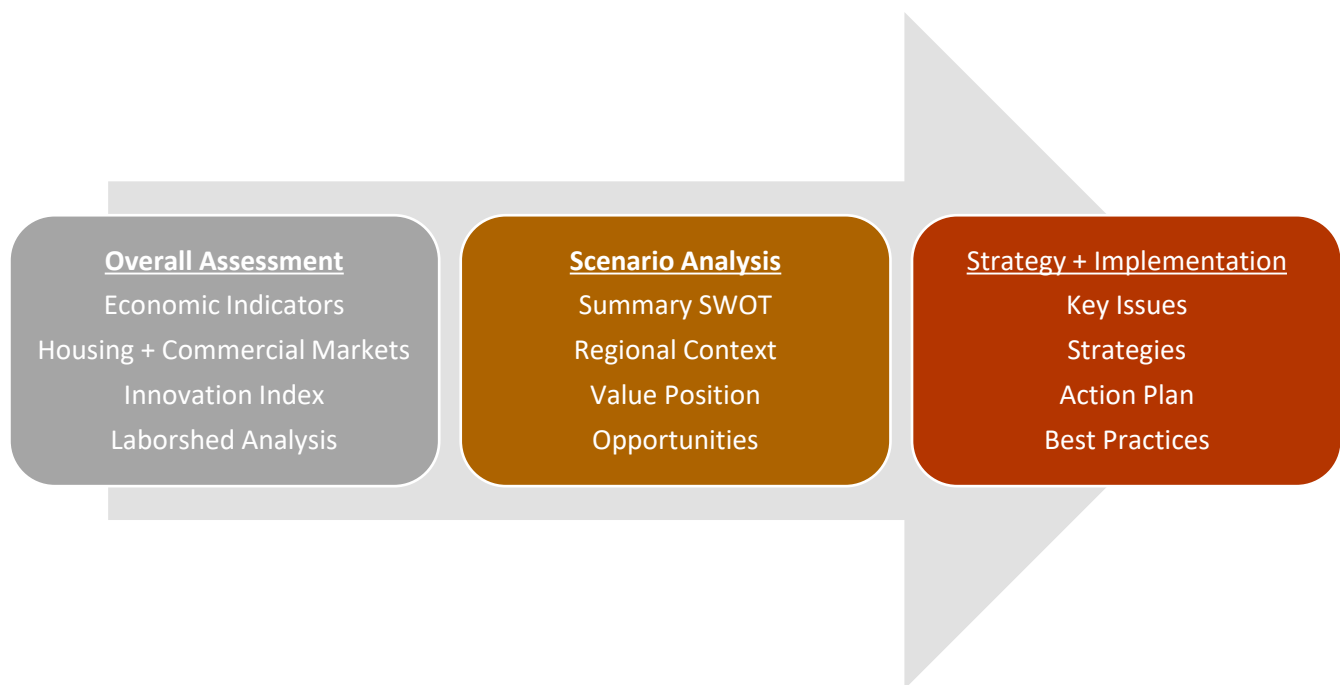 Overall Assessment
Economic Indicators
Housing + Commercial Markets
Innovation Index
Laborshed Analysis
Scenario Analysis
Summary SWOT
Regional Context
Value Position
Opportunities
Strategy + Implementation
Key Issues
Strategies
Action Plan
Best Practices